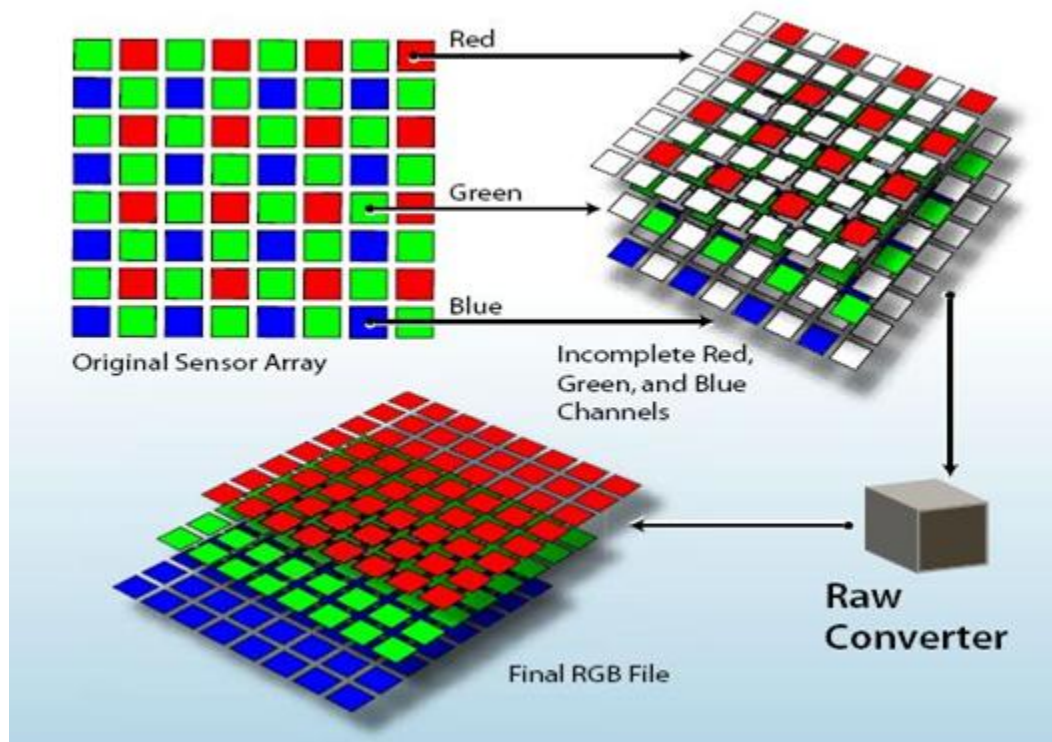 Red
Green
Blue
Original Sensor Array
Incomplete Red,
Green, and Blue
Channels
Raw
Converter
Final RGB File